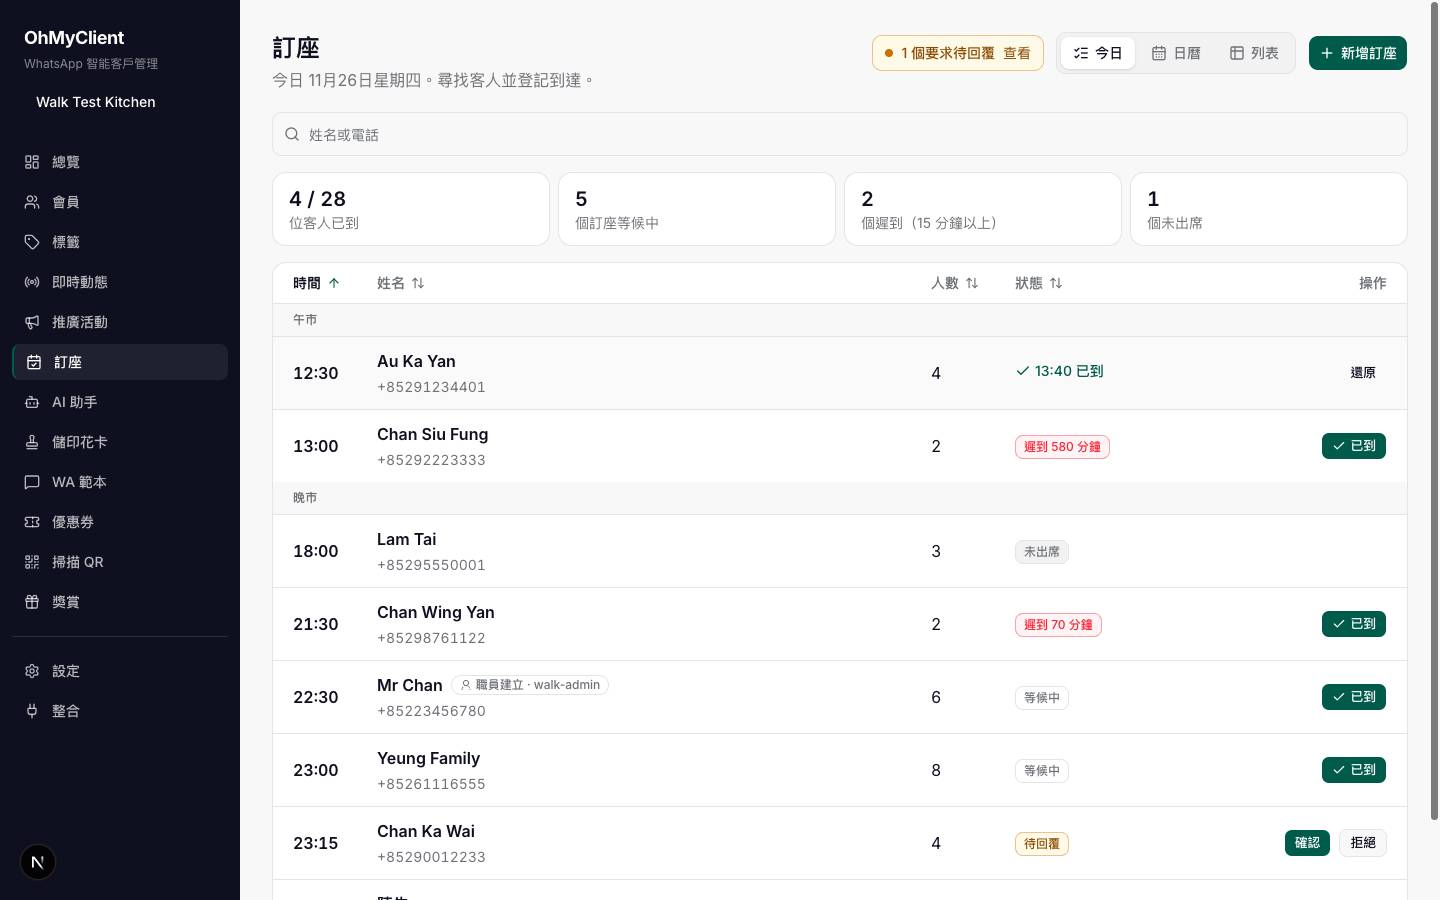 OhMyClient
WhatsApp 智能客戶管理
Walk Test Kitchen
總覽
會員
標籤
即時動態
推廣活動
訂座
AI 助手
儲印花卡
WA 範本
優惠券
掃描 QR
獎賞
設定
整合
N
訂座
今日 11月26日星期四。尋找客人並登記到達。
1 個要求待回覆 查看
今日
日曆
列表
新增訂座
姓名或電話
4 / 28
位客人已到
5
個訂座等候中
2
個遲到（15 分鐘以上）
1
個未出席
時間 姓名 人數 狀態 操作
午市
12:30 Au Ka Yan 4 13:40 已到 還原
+85291234401
13:00 Chan Siu Fung 2 遲到 580 分鐘 已到
+85292223333
晚市
18:00 Lam Tai 3 未出席
+85295550001
21:30 Chan Wing Yan 2 遲到 70 分鐘 已到
+85298761122
22:30 Mr Chan 職員建立 · walk-admin 6 等候中 已到
+85223456780
23:00 Yeung Family 8 等候中 已到
+85261116555
23:15 Chan Ka Wai 4 待回覆 確認 拒絕
+85290012233